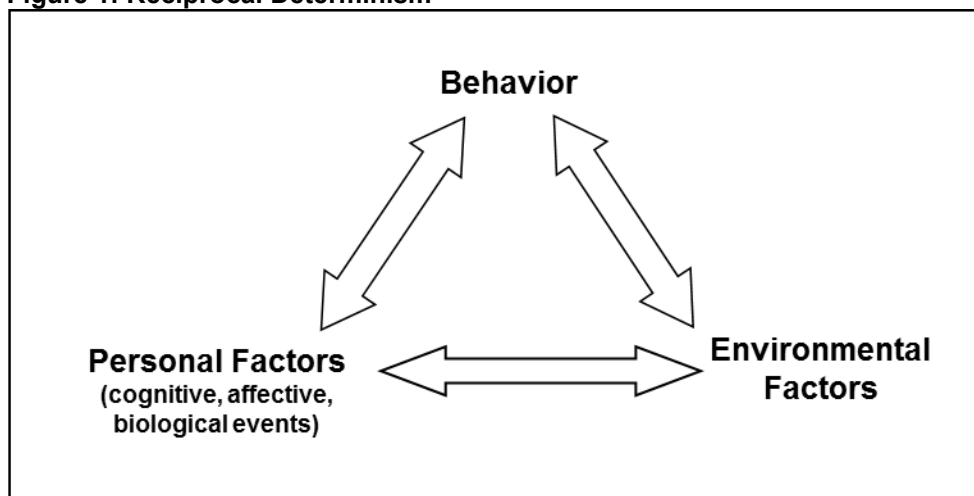 Figure 1. Reciprocal Determinism
Behavior
Personal Factors
(cognitive, affective,
biological events)
Environmental
Factors